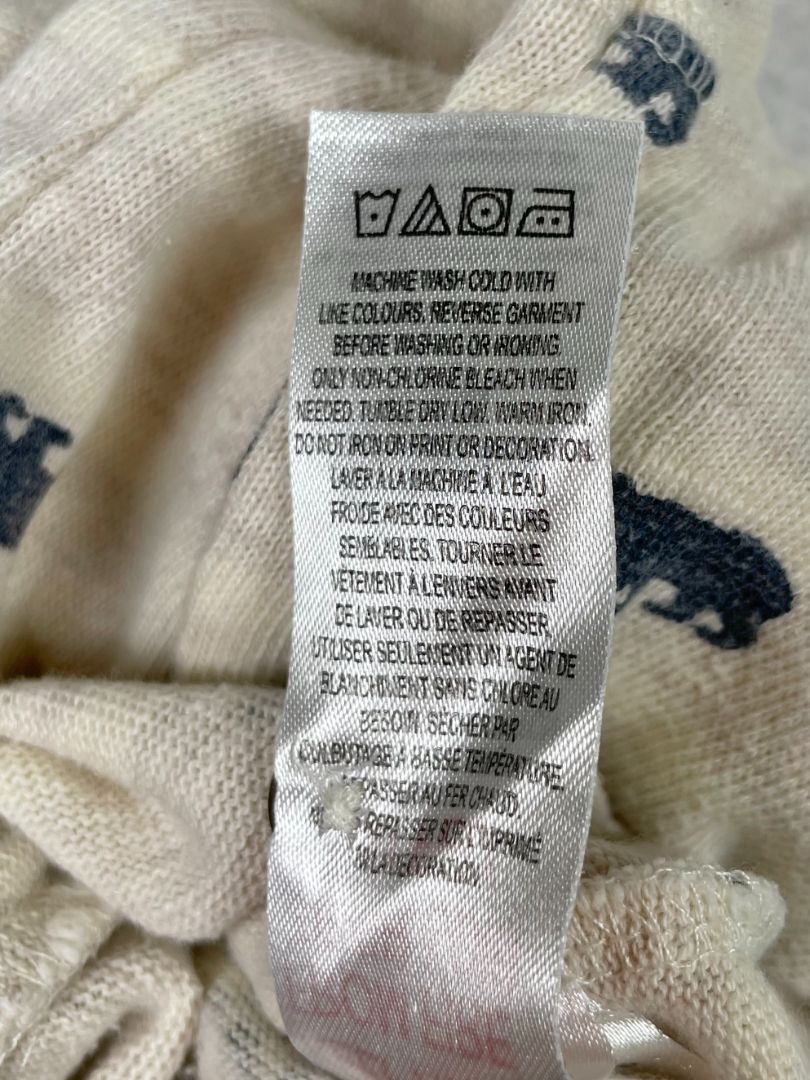 MACHINE WASH COLD WITH
LIKE COLOURS. REVERSE GARMENT
BEFORE WASHING OR IRONING.
ONLY NON-CHLORINE BLEACH WHEN
NEEDED. TUMBLE DRY LOW. WARM IRON.
DO NOT IRON ON PRINT OR DECORATION.
LAVER A LA MACHINE À L'EAU
FROIDE AVEC DES COULEURS
SEMBLABLES. TOURNER LE
VETEMENT À L'ENVERS AVANT
DE LAVER OU DE REPASSER.
UTILISER SEULEMENT UN AGENT DE
BLANCHIMENT SANS CHLORE AU
BESOIN. SÉCHER PAR
CULBUTAGE A BASSE TEMPÉRATURE.
REPASSER AU FER CHAUD.
REPASSER SUR L'IMPRIMÉ
LA DECORATION.